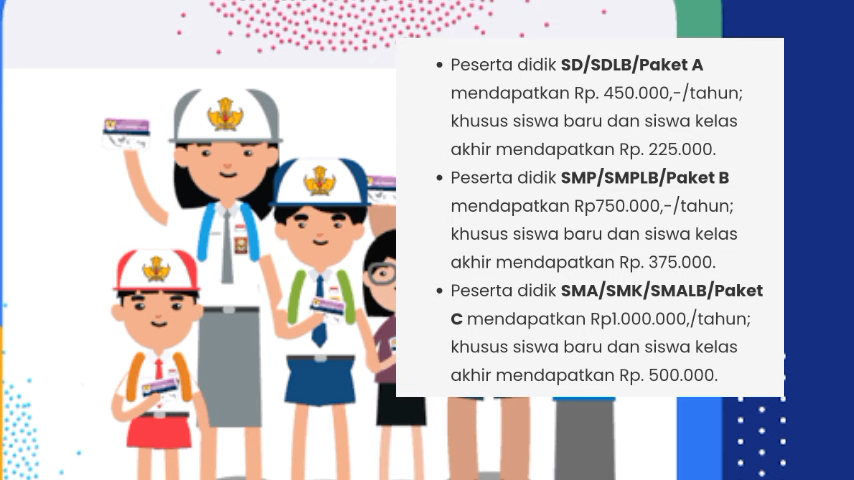 Peserta didik SD/SDLB/Paket A
mendapatkan Rp. 450.000,-/tahun;
khusus siswa baru dan siswa kelas
akhir mendapatkan Rp. 225.000.
Peserta didik SMP/SMPLB/Paket B
mendapatkan Rp750.000,-/tahun;
khusus siswa baru dan siswa kelas
akhir mendapatkan Rp. 375.000.
Peserta didik SMA/SMK/SMALB/Paket
C mendapatkan Rp1.000.000,/tahun;
khusus siswa baru dan siswa kelas
akhir mendapatkan Rp. 500.000.